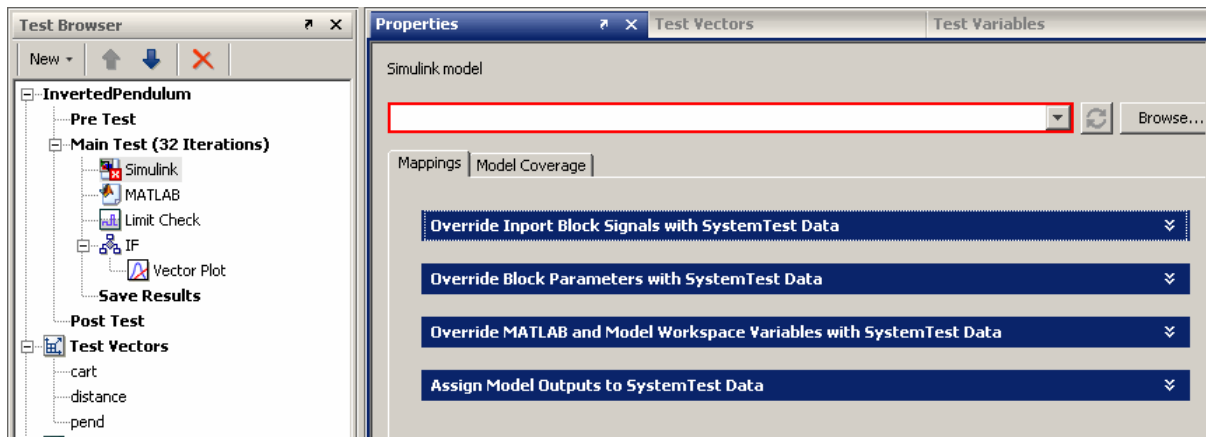 Test Browser
New
InvertedPendulum
Pre Test
Main Test (32 Iterations)
Simulink
MATLAB
Limit Check
IF
Vector Plot
Save Results
Post Test
Test Vectors
cart
distance
pend
Properties Test Vectors Test Variables
Simulink model
Browse...
Mappings Model Coverage
Override Inport Block Signals with SystemTest Data
Override Block Parameters with SystemTest Data
Override MATLAB and Model Workspace Variables with SystemTest Data
Assign Model Outputs to SystemTest Data